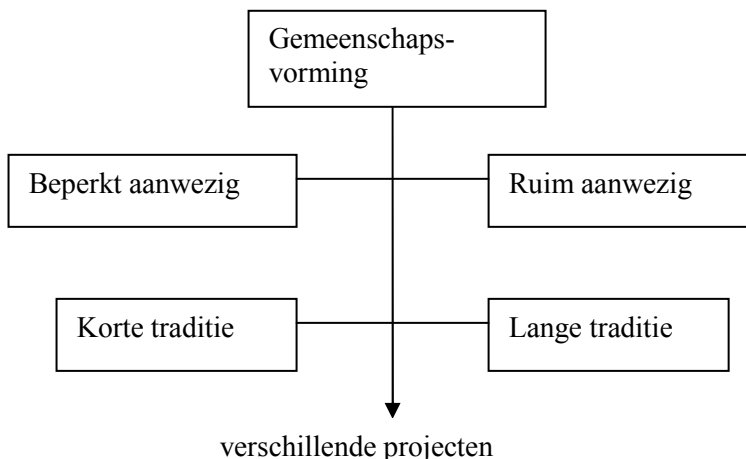 Gemeenschaps-
vorming
Beperkt aanwezig
Ruim aanwezig
Korte traditie
Lange traditie
verschillende projecten